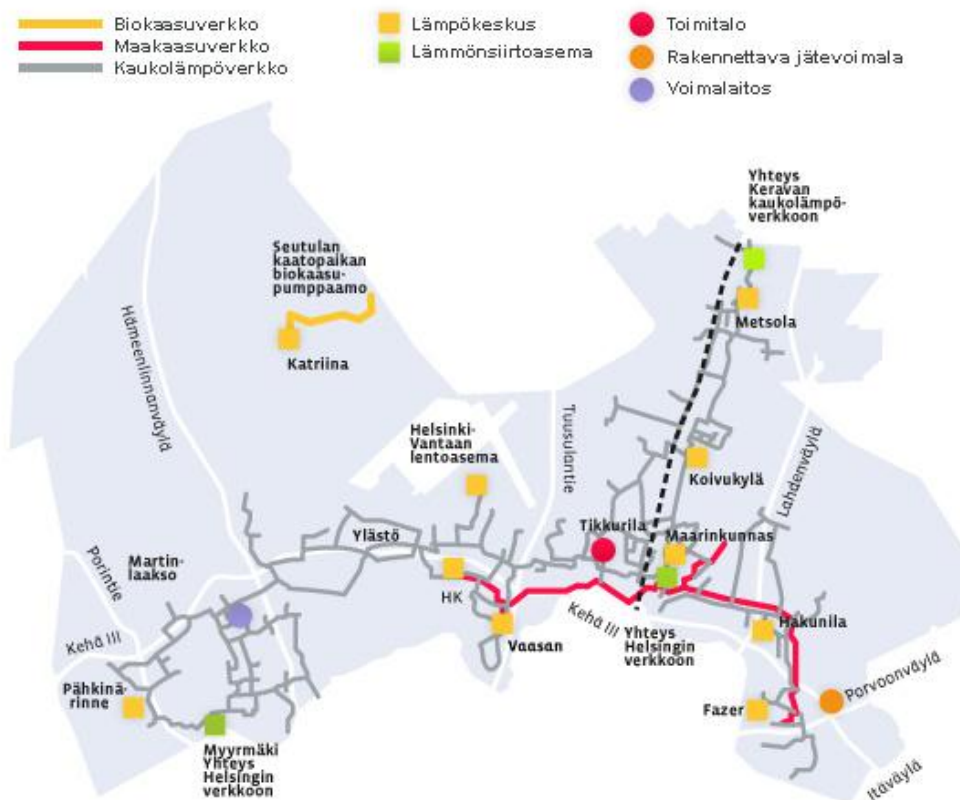 Biokaasuverkko
Maakaasuverkko
Kaukolämpöverkko
Lämpökeskus
Lämmönsiirtoasema
Toimitalo
Rakennettava jätevoimala
Voimalaitos
Yhteys
Keravan
kaukolämpö-
verkkoon
Seutulan
kaatopaikan
biokaasu-
pumppaamo
Metsola
Hämeenlinnanväylä
Katriina
Tuusulantie
Helsinki-
Vantaan
lentoasema
Lahdenväylä
Koivukylä
Tikkurila
Maarinkunnas
Ylästö
Porintie
Martin-
laakso
HK
Kehä III
Kehä III
Yhteys
Helsingin
verkkoon
Hakunila
Vaasan
Pähkinä-
rinne
Porvoonväylä
Fazer
Myyrmäki
Yhteys
Helsingin
verkkoon
Itäväylä